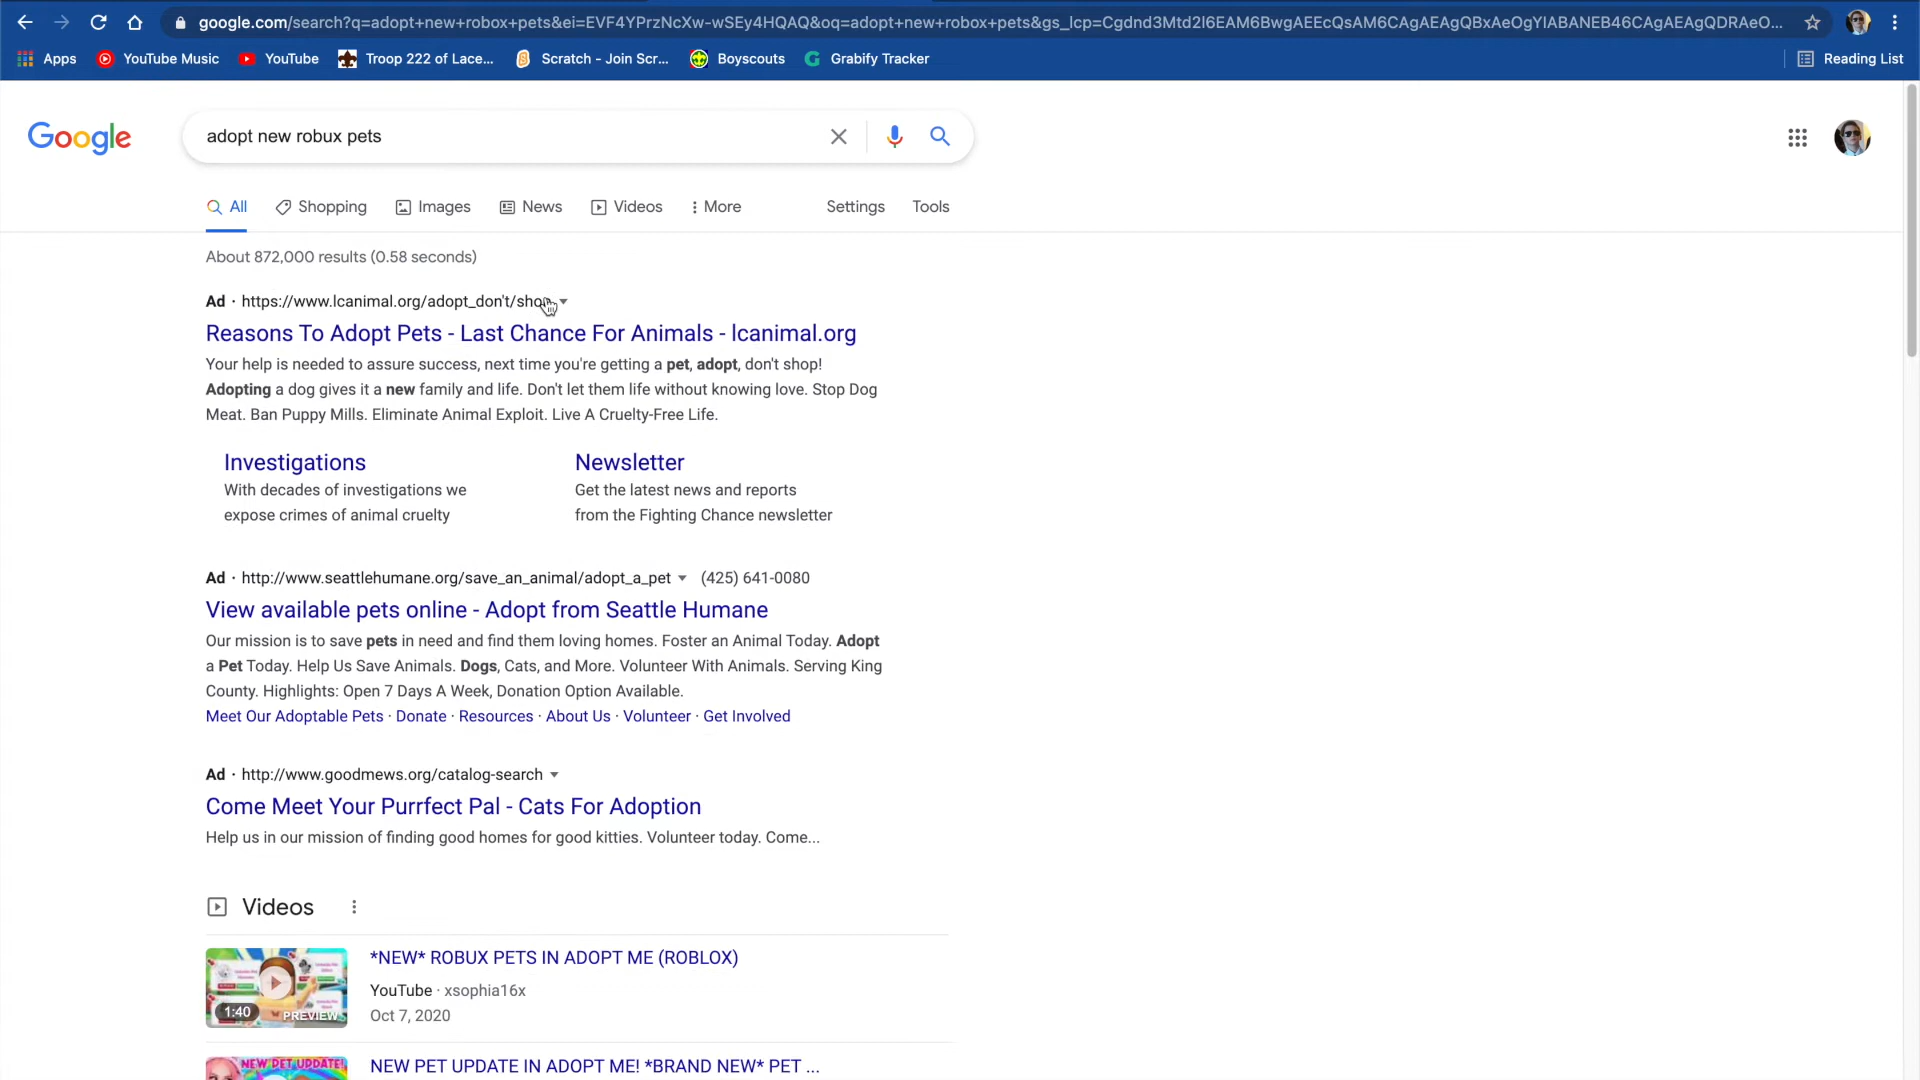 google.com/search?q=adopt+new+robox+pets&ei=EVF4YPrzNcXw-wSEy4HQAQ&oq=adopt+new+robox+pets&gs_lcp=Cgdnd3Mtd2l6EAM6BwgAEEcQsAM6CAgAEAgQBxAeOgYIABANEB46CAgAEAgQDRAeO...
Apps YouTube Music YouTube Troop 222 of Lace... Scratch - Join Scr... Boyscouts Grabify Tracker Reading List
Google adopt new robux pets
All Shopping Images News Videos More Settings Tools
About 872,000 results (0.58 seconds)
Ad · https://www.lcanimal.org/adopt_don't/shop
Reasons To Adopt Pets - Last Chance For Animals - lcanimal.org
Your help is needed to assure success, next time you're getting a pet, adopt, don't shop!
Adopting a dog gives it a new family and life. Don't let them life without knowing love. Stop Dog
Meat. Ban Puppy Mills. Eliminate Animal Exploit. Live A Cruelty-Free Life.
Investigations Newsletter
With decades of investigations we Get the latest news and reports
expose crimes of animal cruelty from the Fighting Chance newsletter
Ad · http://www.seattlehumane.org/save_an_animal/adopt_a_pet (425) 641-0080
View available pets online - Adopt from Seattle Humane
Our mission is to save pets in need and find them loving homes. Foster an Animal Today. Adopt
a Pet Today. Help Us Save Animals. Dogs, Cats, and More. Volunteer With Animals. Serving King
County. Highlights: Open 7 Days A Week, Donation Option Available.
Meet Our Adoptable Pets · Donate · Resources · About Us · Volunteer · Get Involved
Ad · http://www.goodmews.org/catalog-search
Come Meet Your Purrfect Pal - Cats For Adoption
Help us in our mission of finding good homes for good kitties. Volunteer today. Come...
Videos
*NEW* ROBUX PETS IN ADOPT ME (ROBLOX)
YouTube · xsophia16x
1:40 PREVIEW Oct 7, 2020
NEW PET UPDATE! NEW PET UPDATE IN ADOPT ME! *BRAND NEW* PET ...